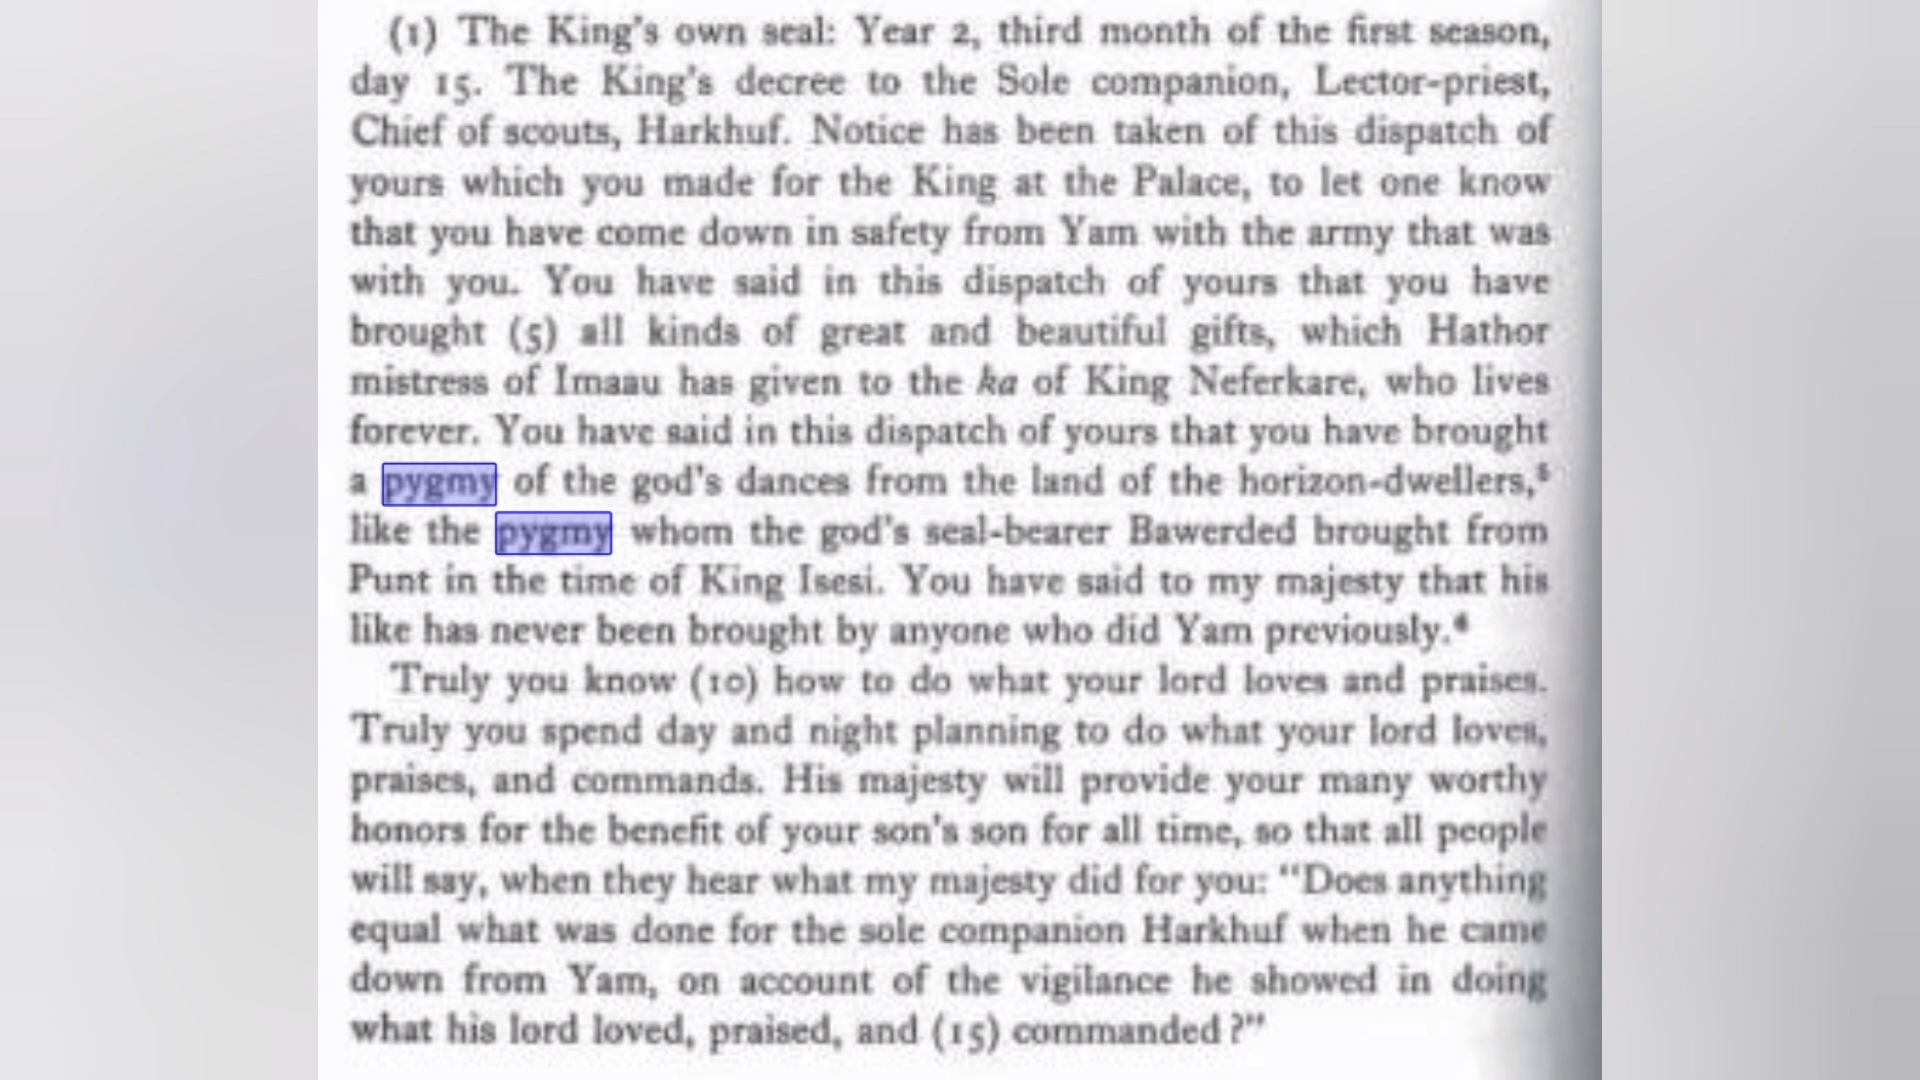 (1) The King's own seal: Year 2, third month of the first season,
day 15. The King's decree to the Sole companion, Lector-priest,
Chief of scouts, Harkhuf. Notice has been taken of this dispatch of
yours which you made for the King at the Palace, to let one know
that you have come down in safety from Yam with the army that was
with you. You have said in this dispatch of yours that you have
brought (5) all kinds of great and beautiful gifts, which Hathor
mistress of Imaau has given to the ka of King Neferkare, who lives
forever. You have said in this dispatch of yours that you have brought
a pygmy of the god's dances from the land of the horizon-dwellers,⁵
like the pygmy whom the god's seal-bearer Bawerded brought from
Punt in the time of King Isesi. You have said to my majesty that his
like has never been brought by anyone who did Yam previously.⁶
Truly you know (10) how to do what your lord loves and praises.
Truly you spend day and night planning to do what your lord loves,
praises, and commands. His majesty will provide your many worthy
honors for the benefit of your son's son for all time, so that all people
will say, when they hear what my majesty did for you: "Does anything
equal what was done for the sole companion Harkhuf when he came
down from Yam, on account of the vigilance he showed in doing
what his lord loved, praised, and (15) commanded?"